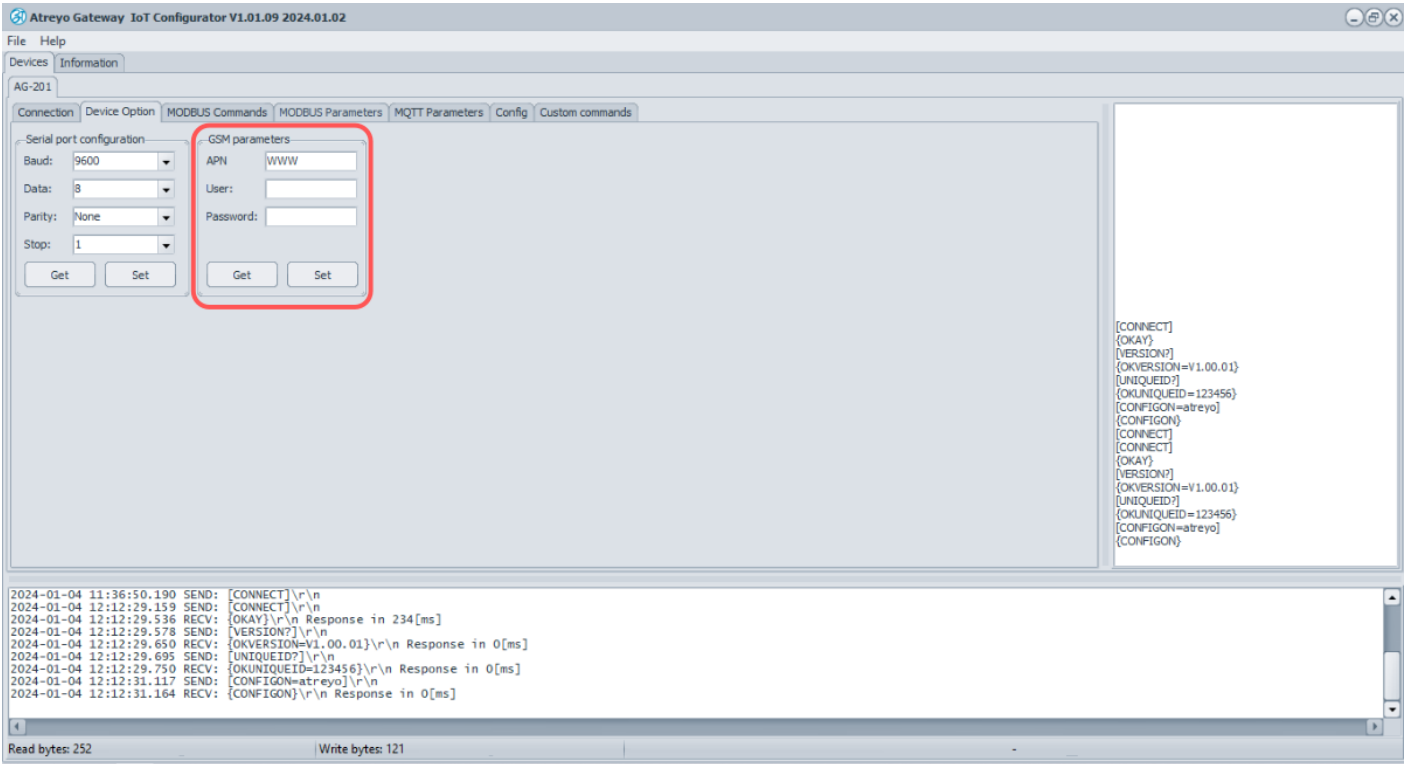 Atreyo Gateway IoT Configurator V1.01.09 2024.01.02
File Help
Devices Information
AG-201
Connection Device Option MODBUS Commands MODBUS Parameters MQTT Parameters Config Custom commands
Serial port configuration
Baud: 9600
Data: 8
Parity: None
Stop: 1
Get Set
GSM parameters
APN WWW
User:
Password:
Get Set
[CONNECT]
{OKAY}
[VERSION?]
{OKVERSION=V1.00.01}
[UNIQUEID?]
{OKUNIQUEID=123456}
[CONFIGON=atreyo]
{CONFIGON}
[CONNECT]
[CONNECT]
{OKAY}
[VERSION?]
{OKVERSION=V1.00.01}
[UNIQUEID?]
{OKUNIQUEID=123456}
[CONFIGON=atreyo]
{CONFIGON}
2024-01-04 11:36:50.190 SEND: [CONNECT]\r\n
2024-01-04 12:12:29.159 SEND: [CONNECT]\r\n
2024-01-04 12:12:29.536 RECV: {OKAY}\r\n Response in 234[ms]
2024-01-04 12:12:29.578 SEND: [VERSION?]\r\n
2024-01-04 12:12:29.650 RECV: {OKVERSION=V1.00.01}\r\n Response in 0[ms]
2024-01-04 12:12:29.695 SEND: [UNIQUEID?]\r\n
2024-01-04 12:12:29.750 RECV: {OKUNIQUEID=123456}\r\n Response in 0[ms]
2024-01-04 12:12:31.117 SEND: [CONFIGON=atreyo]\r\n
2024-01-04 12:12:31.164 RECV: {CONFIGON}\r\n Response in 0[ms]
Read bytes: 252 Write bytes: 121 -